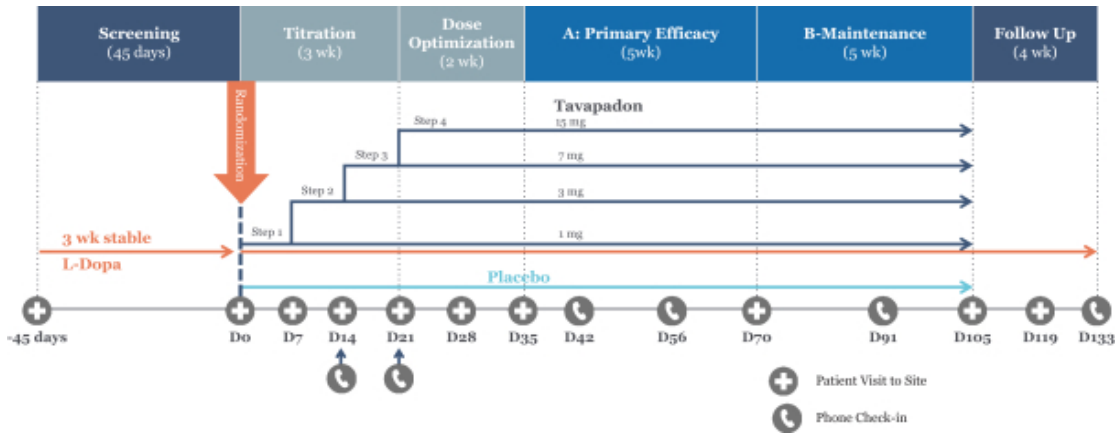 Screening
(45 days)
Titration
(3 wk)
Dose
Optimization
(2 wk)
A: Primary Efficacy
(5wk)
B-Maintenance
(5 wk)
Follow Up
(4 wk)
Randomization
Tavapadon
Step 4
15 mg
Step 3
7 mg
Step 2
3 mg
Step 1
1 mg
3 wk stable
L-Dopa
Placebo
-45 days
D0
D7
D14
D21
D28
D35
D42
D56
D70
D91
D105
D119
D133
Patient Visit to Site
Phone Check-in